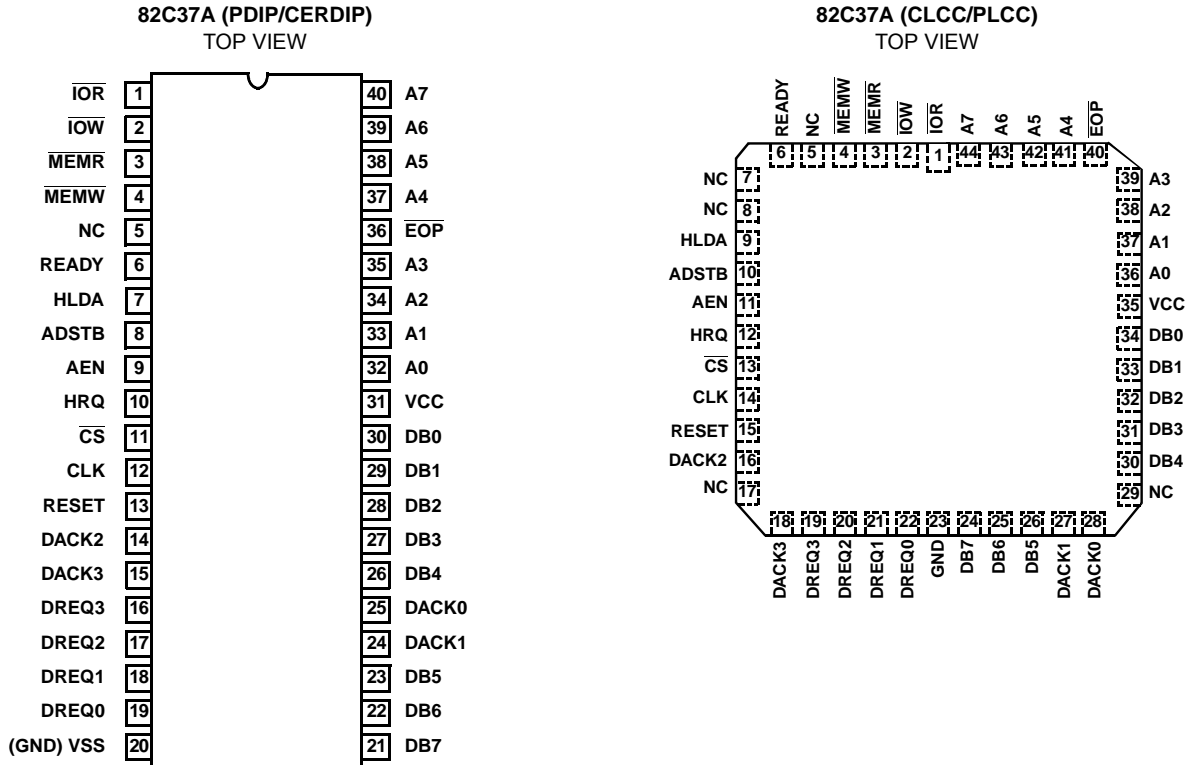 82C37A (PDIP/CERDIP)
TOP VIEW
IOR 1 40 A7
IOW 2 39 A6
MEMR 3 38 A5
MEMW 4 37 A4
NC 5 36 EOP
READY 6 35 A3
HLDA 7 34 A2
ADSTB 8 33 A1
AEN 9 32 A0
HRQ 10 31 VCC
CS 11 30 DB0
CLK 12 29 DB1
RESET 13 28 DB2
DACK2 14 27 DB3
DACK3 15 26 DB4
DREQ3 16 25 DACK0
DREQ2 17 24 DACK1
DREQ1 18 23 DB5
DREQ0 19 22 DB6
(GND) VSS 20 21 DB7
82C37A (CLCC/PLCC)
TOP VIEW
READY NC MEMW MEMR IOW IOR A7 A6 A5 A4 EOP
6 5 4 3 2 1 44 43 42 41 40
NC 7 39 A3
NC 8 38 A2
HLDA 9 37 A1
ADSTB 10 36 A0
AEN 11 35 VCC
HRQ 12 34 DB0
CS 13 33 DB1
CLK 14 32 DB2
RESET 15 31 DB3
DACK2 16 30 DB4
NC 17 29 NC
18 19 20 21 22 23 24 25 26 27 28
DACK3 DREQ3 DREQ2 DREQ1 DREQ0 GND DB7 DB6 DB5 DACK1 DACK0